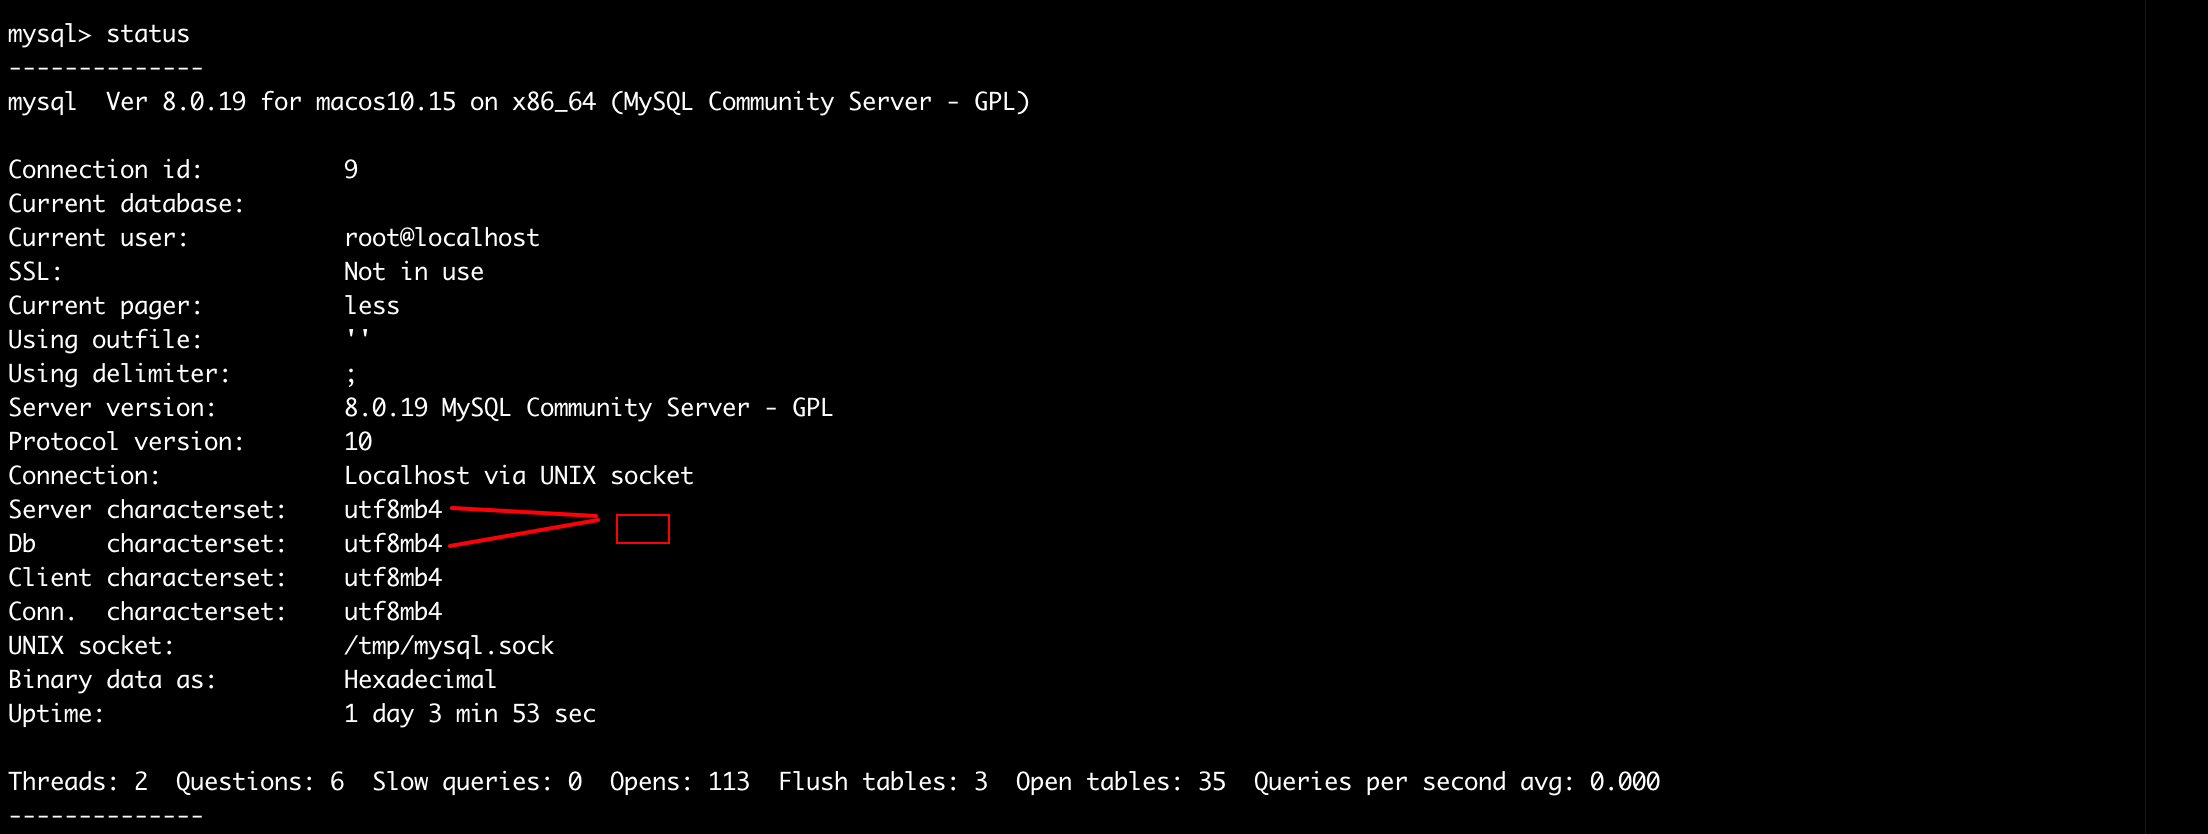 mysql> status
--------------
mysql  Ver 8.0.19 for macos10.15 on x86_64 (MySQL Community Server - GPL)
Connection id:          9
Current database:
Current user:           root@localhost
SSL:                    Not in use
Current pager:          less
Using outfile:          ''
Using delimiter:        ;
Server version:         8.0.19 MySQL Community Server - GPL
Protocol version:       10
Connection:             Localhost via UNIX socket
Server characterset:    utf8mb4
Db     characterset:    utf8mb4
Client characterset:    utf8mb4
Conn.  characterset:    utf8mb4
UNIX socket:            /tmp/mysql.sock
Binary data as:         Hexadecimal
Uptime:                 1 day 3 min 53 sec
Threads: 2  Questions: 6  Slow queries: 0  Opens: 113  Flush tables: 3  Open tables: 35  Queries per second avg: 0.000
--------------